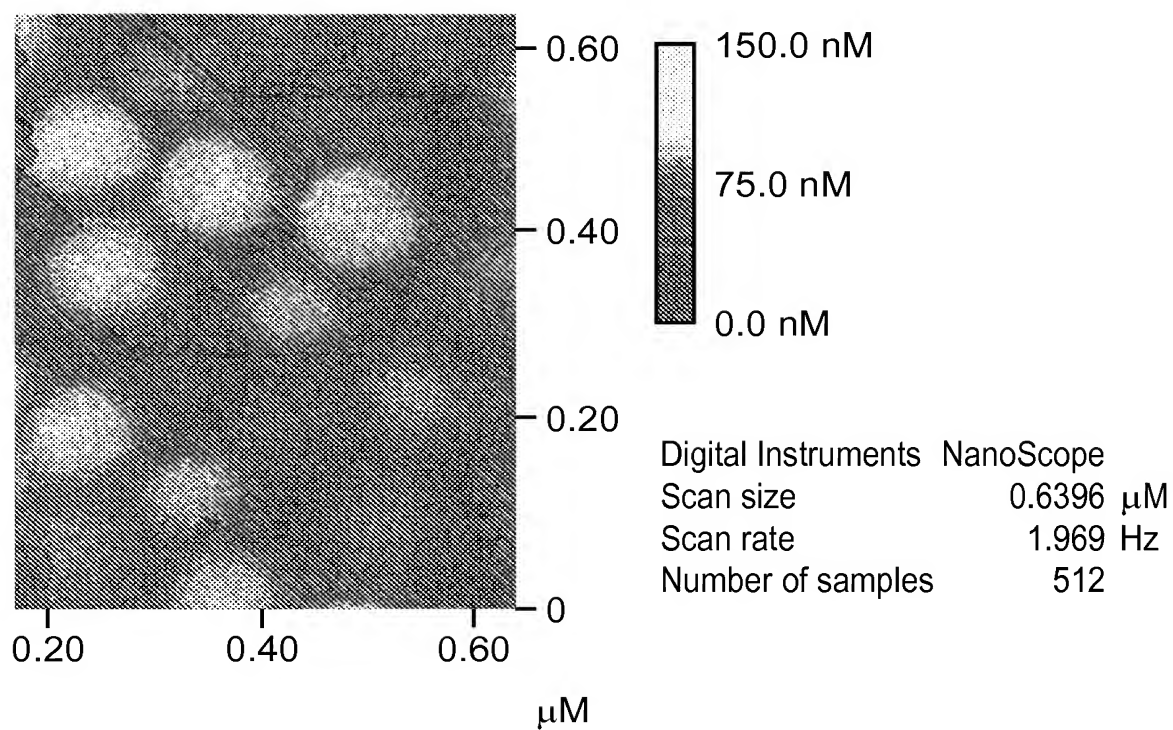 0.60
0.40
0.20
0
0.20 0.40 0.60
μM
150.0 nM
75.0 nM
0.0 nM
Digital Instruments NanoScope
Scan size 0.6396 μM
Scan rate 1.969 Hz
Number of samples 512